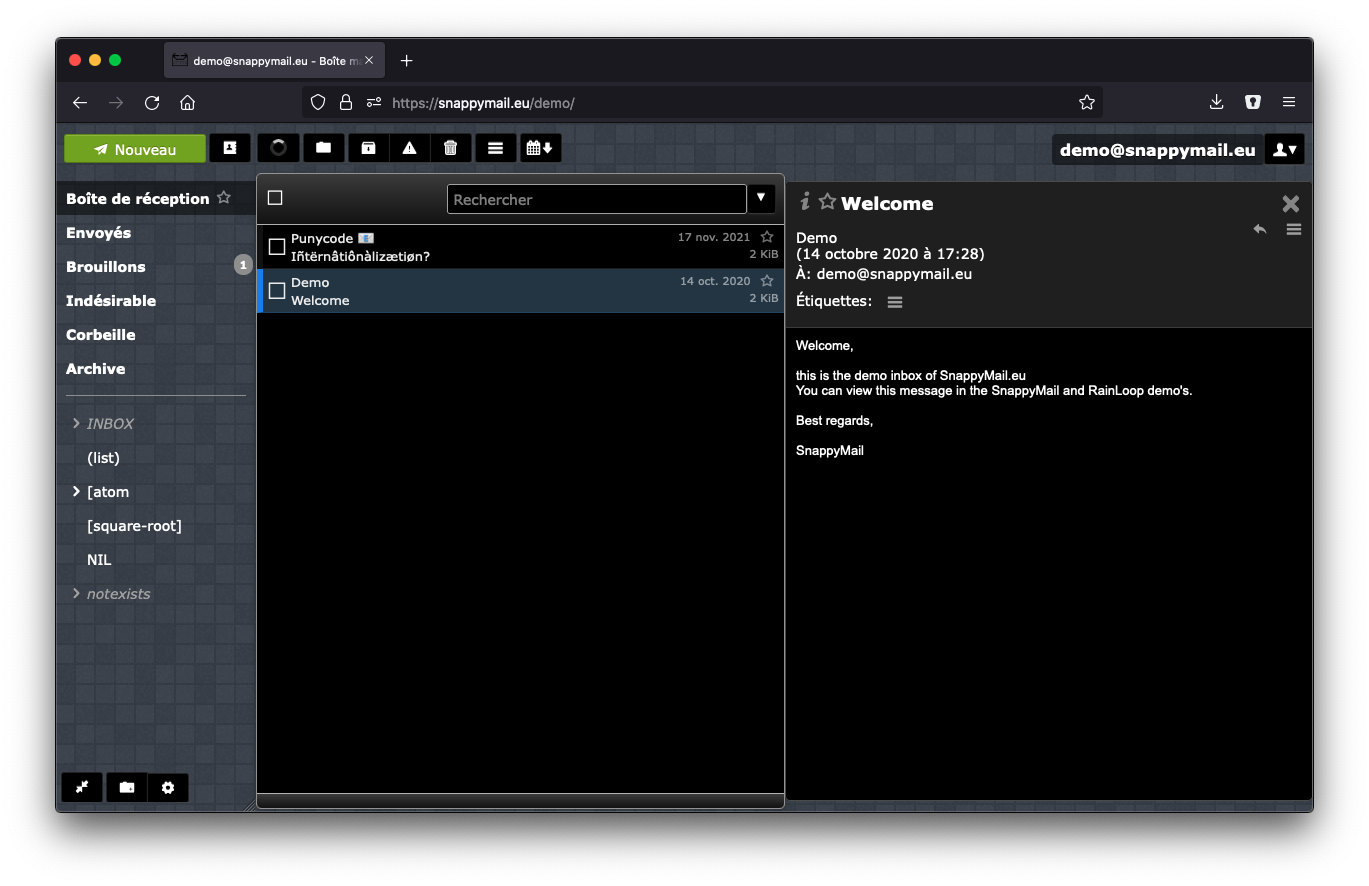 demo@snappymail.eu - Boîte ma
https://snappymail.eu/demo/
Nouveau
demo@snappymail.eu
Boîte de réception
Envoyés
Brouillons
1
Indésirable
Corbeille
Archive
INBOX
(list)
[atom
[square-root]
NIL
notexists
Rechercher
Punycode 📧
17 nov. 2021
Iñtërnâtiônàlizætiøn?
2 KiB
Demo
14 oct. 2020
Welcome
2 KiB
Welcome
Demo
(14 octobre 2020 à 17:28)
À: demo@snappymail.eu
Étiquettes:
Welcome,
this is the demo inbox of SnappyMail.eu
You can view this message in the SnappyMail and RainLoop demo's.
Best regards,
SnappyMail